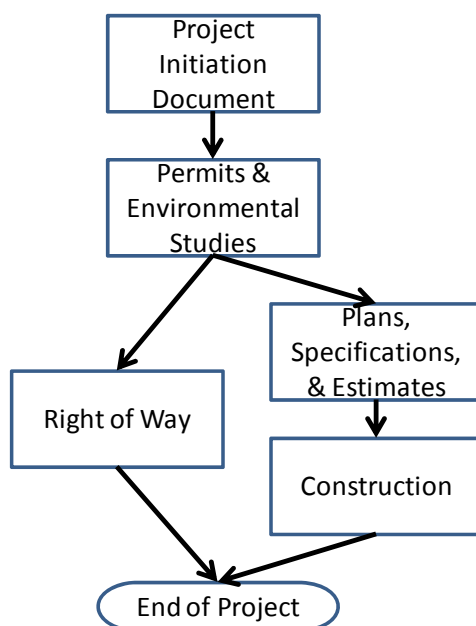 Project
Initiation
Document
Permits &
Environmental
Studies
Plans,
Specifications,
& Estimates
Right of Way
Construction
End of Project